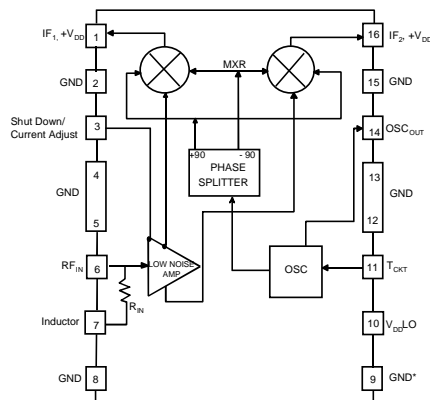 IF1, +VDD
1
16
IF2, +VDD
MXR
GND
2
15
GND
Shut Down/
Current Adjust
3
14
OSCOUT
+90
- 90
PHASE
SPLITTER
4
GND
5
13
GND
12
RFIN
6
LOW NOISE
AMP
OSC
11
TCKT
RIN
Inductor
7
10
VDDLO
GND
8
9
GND*